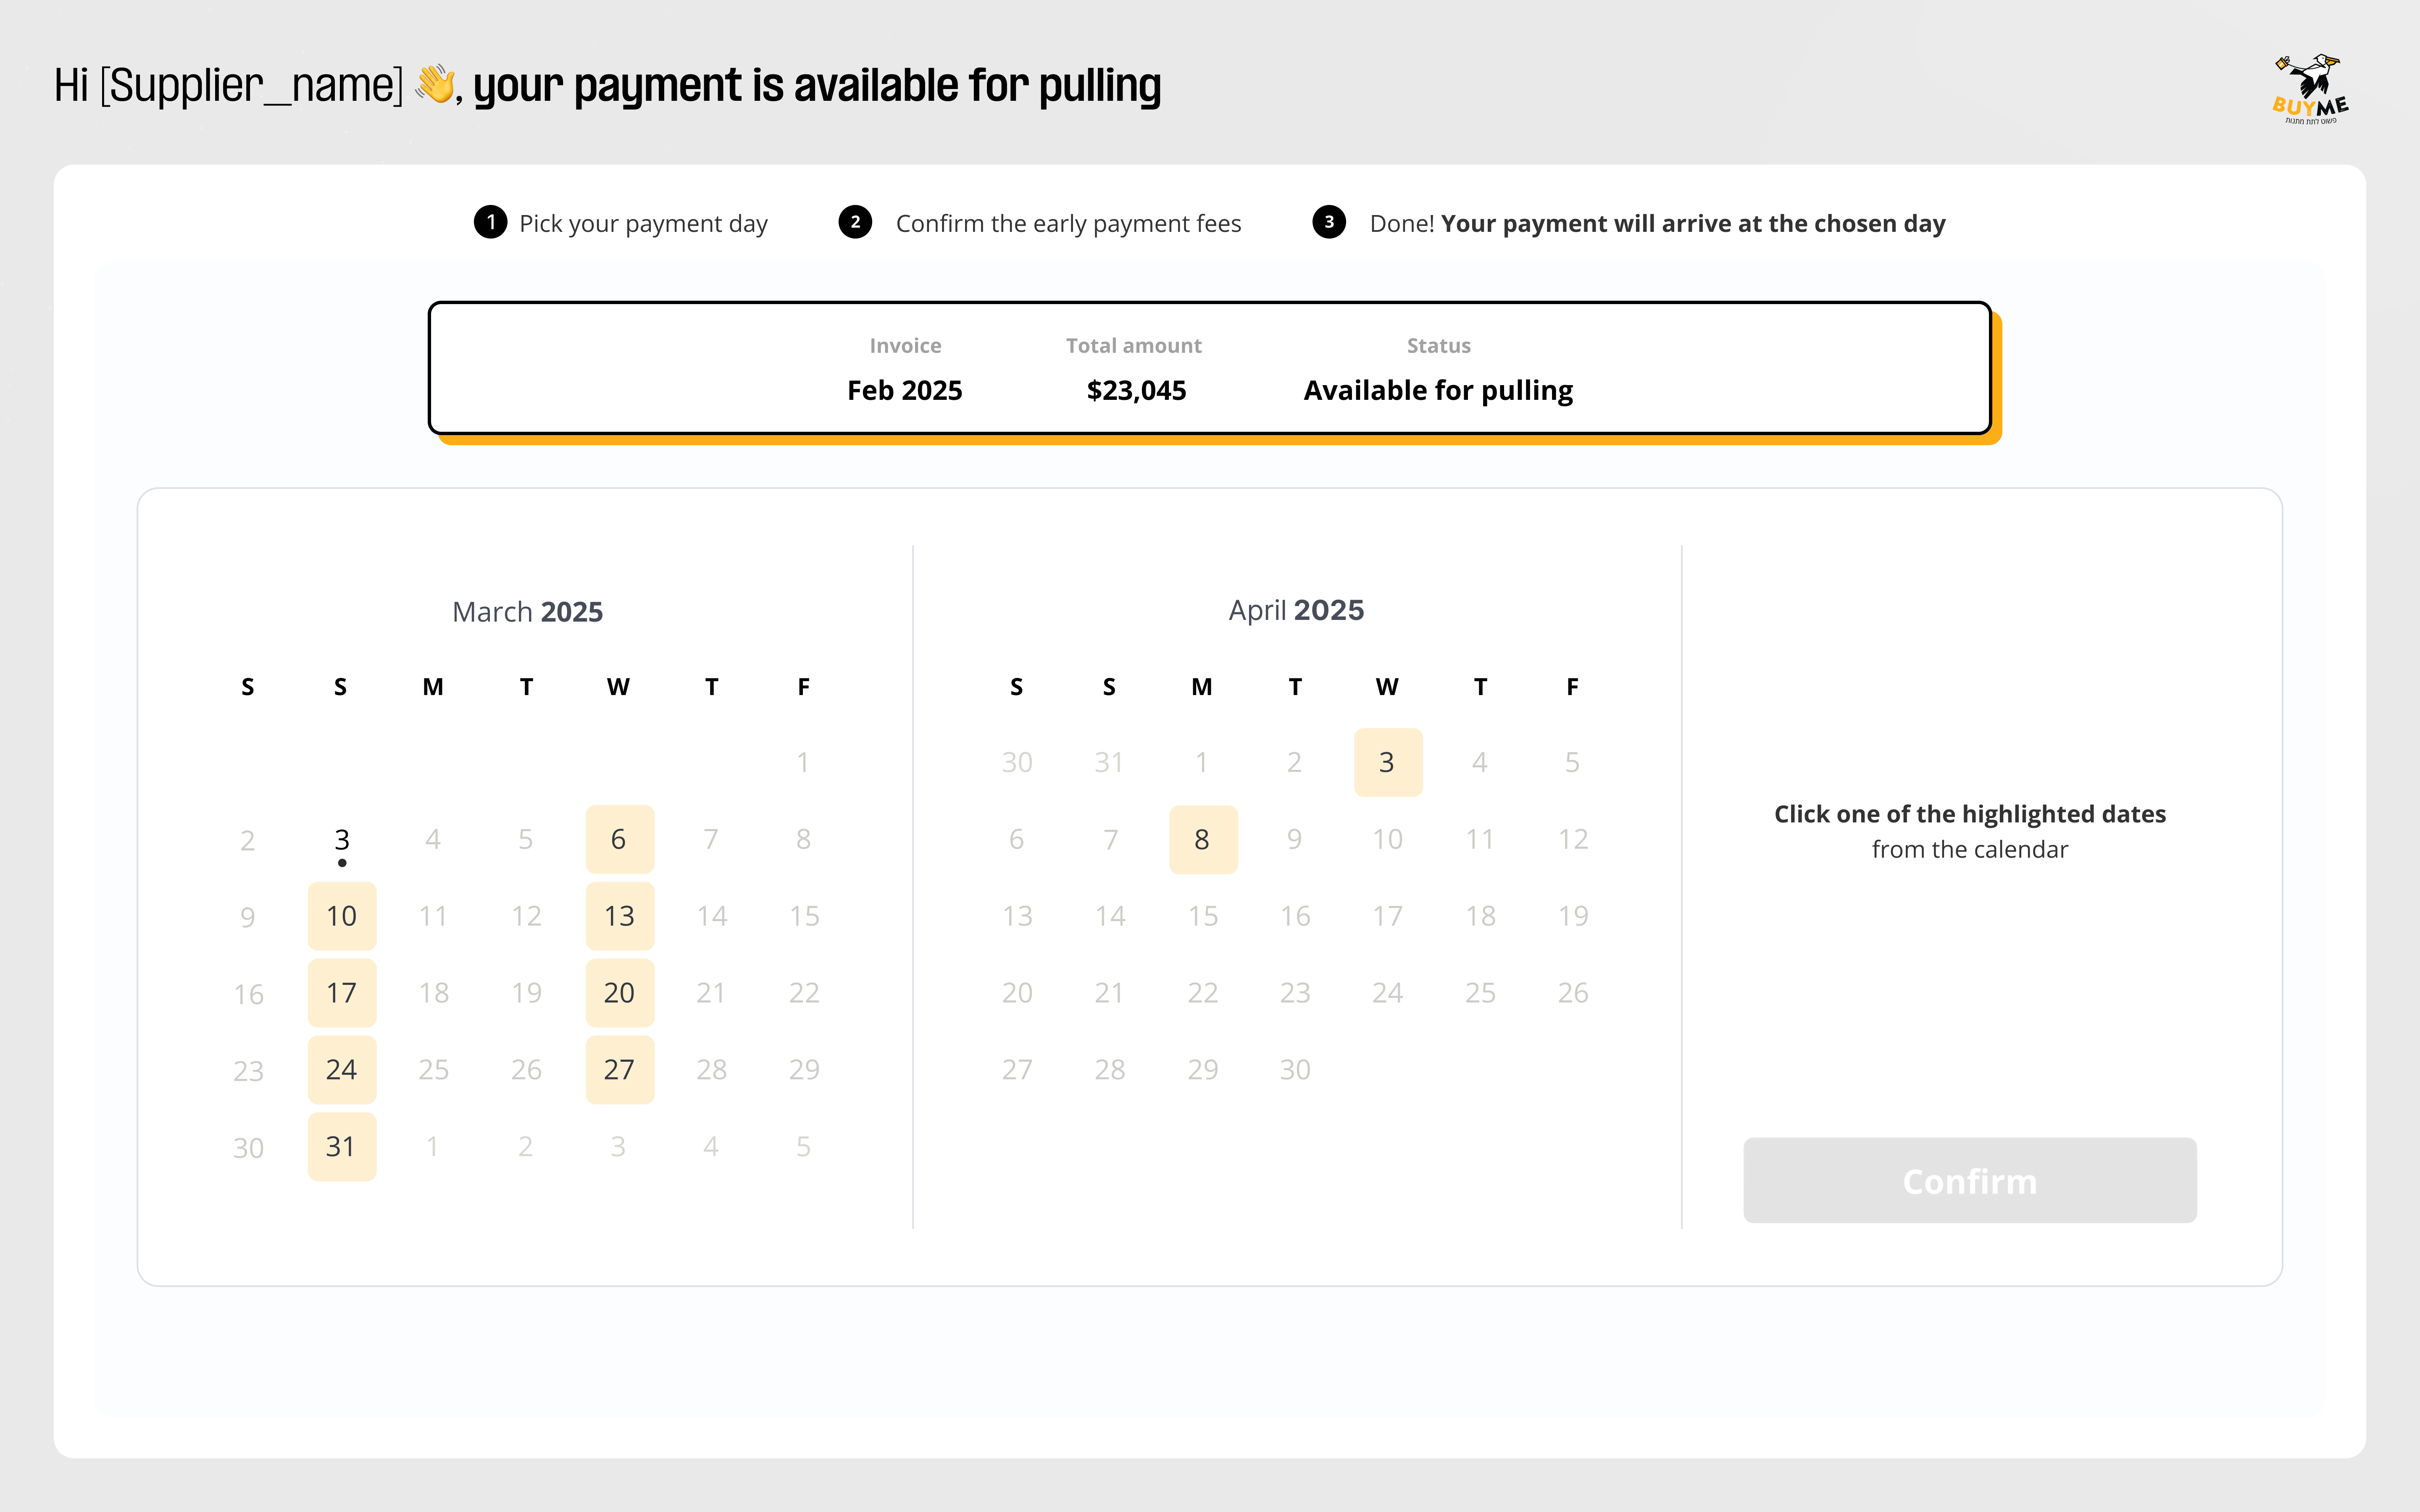 Hi [Supplier_name] 👋, your payment is available for pulling
BUYME
פשוט לתת מתנות
1 Pick your payment day
2 Confirm the early payment fees
3 Done! Your payment will arrive at the chosen day
Invoice Total amount Status
Feb 2025 $23,045 Available for pulling
March 2025
S S M T W T F
1
2 3 4 5 6 7 8
9 10 11 12 13 14 15
16 17 18 19 20 21 22
23 24 25 26 27 28 29
30 31 1 2 3 4 5
April 2025
S S M T W T F
30 31 1 2 3 4 5
6 7 8 9 10 11 12
13 14 15 16 17 18 19
20 21 22 23 24 25 26
27 28 29 30
Click one of the highlighted dates
from the calendar
Confirm